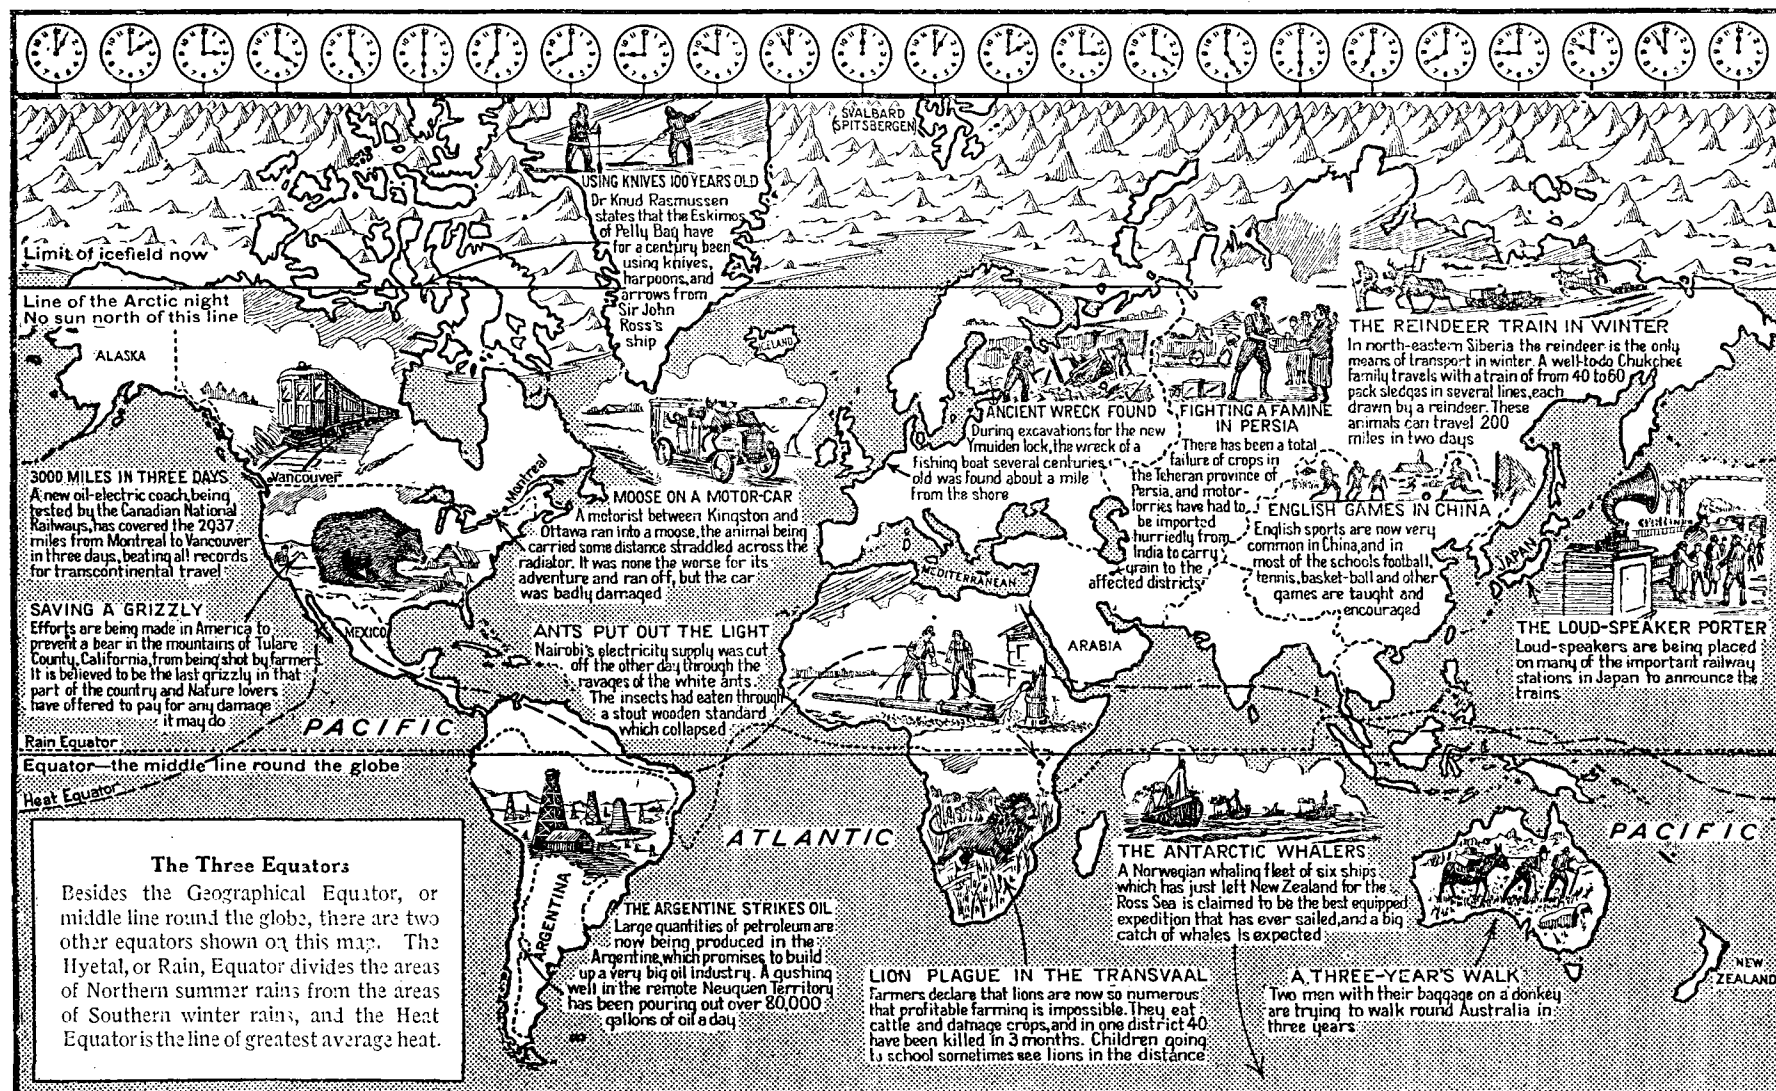 SVALBARD
(SPITSBERGEN)
USING KNIVES 100 YEARS OLD
Dr Knud Rasmussen
states that the Eskimos
of Pelly Bay have
for a century been
using knives,
harpoons, and
arrows from
Sir John
Ross's
ship
Limit of icefield now
Line of the Arctic night
No sun north of this line
ALASKA
ICELAND
THE REINDEER TRAIN IN WINTER
In north-eastern Siberia the reindeer is the only
means of transport in winter. A well-to-do Chukchee
family travels with a train of from 40 to 60
pack sledges in several lines, each
drawn by a reindeer. These
animals can travel 200
miles in two days
ANCIENT WRECK FOUND
During excavations for the new
Ymuiden lock, the wreck of a
fishing boat several centuries
old was found about a mile
from the shore
FIGHTING A FAMINE
IN PERSIA
There has been a total
failure of crops in
the Teheran province of
Persia, and motor-
lorries have had to
be imported
hurriedly from
India to carry
grain to the
affected districts
3000 MILES IN THREE DAYS
A new oil-electric coach, being
tested by the Canadian National
Railways, has covered the 2937
miles from Montreal to Vancouver
in three days, beating all records
for transcontinental travel
Vancouver
Montreal
MOOSE ON A MOTOR-CAR
A motorist between Kingston and
Ottawa ran into a moose, the animal being
carried some distance straddled across the
radiator. It was none the worse for its
adventure and ran off, but the car
was badly damaged
ENGLISH GAMES IN CHINA
English sports are now very
common in China, and in
most of the schools football,
tennis, basket-ball and other
games are taught and
encouraged
JAPAN
MEDITERRANEAN
SAVING A GRIZZLY
Efforts are being made in America to
prevent a bear in the mountains of Tulare
County, California, from being shot by farmers.
It is believed to be the last grizzly in that
part of the country and Nature lovers
have offered to pay for any damage
it may do
MEXICO
ANTS PUT OUT THE LIGHT
Nairobi's electricity supply was cut
off the other day through the
ravages of the white ants.
The insects had eaten through
a stout wooden standard
which collapsed
ARABIA
THE LOUD-SPEAKER PORTER
Loud-speakers are being placed
on many of the important railway
stations in Japan to announce the
trains
PACIFIC
Rain Equator
Equator—the middle line round the globe
Heat Equator
The Three Equators
Besides the Geographical Equator, or
middle line round the globe, there are two
other equators shown on this map. The
Hyetal, or Rain, Equator divides the areas
of Northern summer rains from the areas
of Southern winter rains, and the Heat
Equator is the line of greatest average heat.
ATLANTIC
PACIFIC
ARGENTINA
THE ARGENTINE STRIKES OIL
Large quantities of petroleum are
now being produced in the
Argentine, which promises to build
up a very big oil industry. A gushing
well in the remote Neuquen Territory
has been pouring out over 80,000
gallons of oil a day
THE ANTARCTIC WHALERS
A Norwegian whaling fleet of six ships
which has just left New Zealand for the
Ross Sea is claimed to be the best equipped
expedition that has ever sailed, and a big
catch of whales is expected
LION PLAGUE IN THE TRANSVAAL
Farmers declare that lions are now so numerous
that profitable farming is impossible. They eat
cattle and damage crops, and in one district 40
have been killed in 3 months. Children going
to school sometimes see lions in the distance
A THREE-YEAR'S WALK
Two men with their baggage on a donkey
are trying to walk round Australia in
three years
NEW
ZEALAND